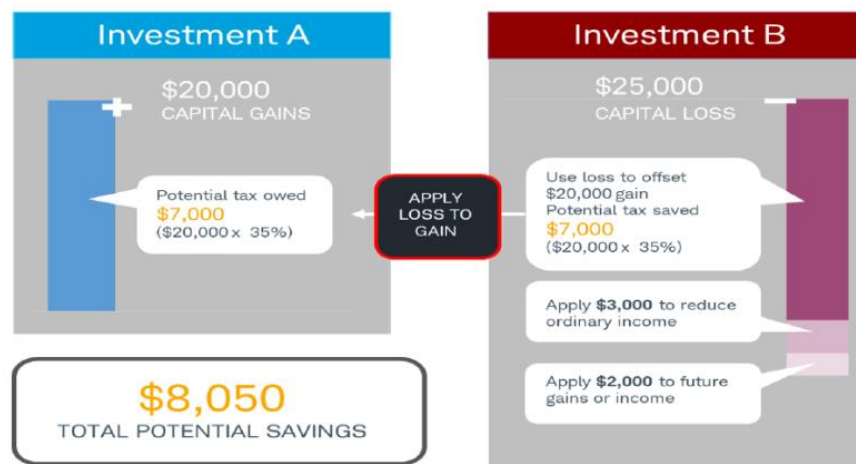 Investment A
$20,000
CAPITAL GAINS
Potential tax owed
$7,000
($20,000 x 35%)
APPLY
LOSS TO
GAIN
Investment B
$25,000
CAPITAL LOSS
Use loss to offset
$20,000 gain
Potential tax saved
$7,000
($20,000 x 35%)
Apply $3,000 to reduce
ordinary income
Apply $2,000 to future
gains or income
$8,050
TOTAL POTENTIAL SAVINGS